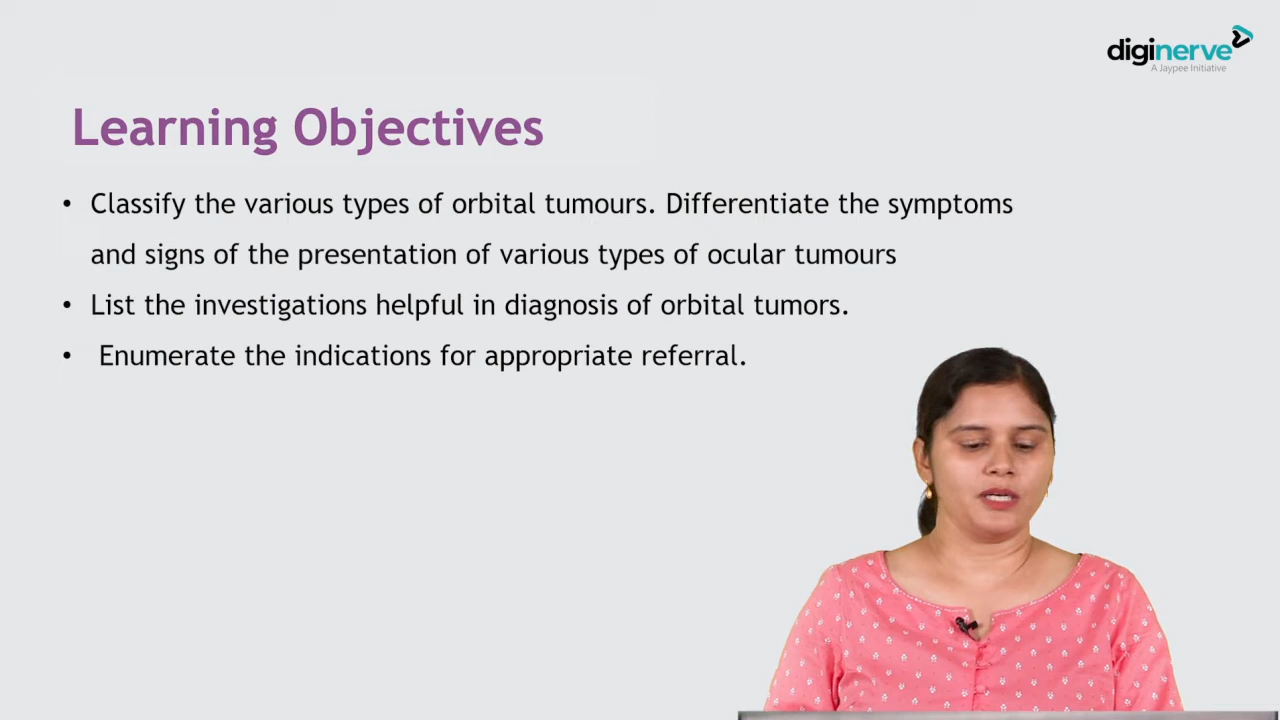 diginerve
A Jaypee Initiative
Learning Objectives
• Classify the various types of orbital tumours. Differentiate the symptoms
and signs of the presentation of various types of ocular tumours
• List the investigations helpful in diagnosis of orbital tumors.
• Enumerate the indications for appropriate referral.